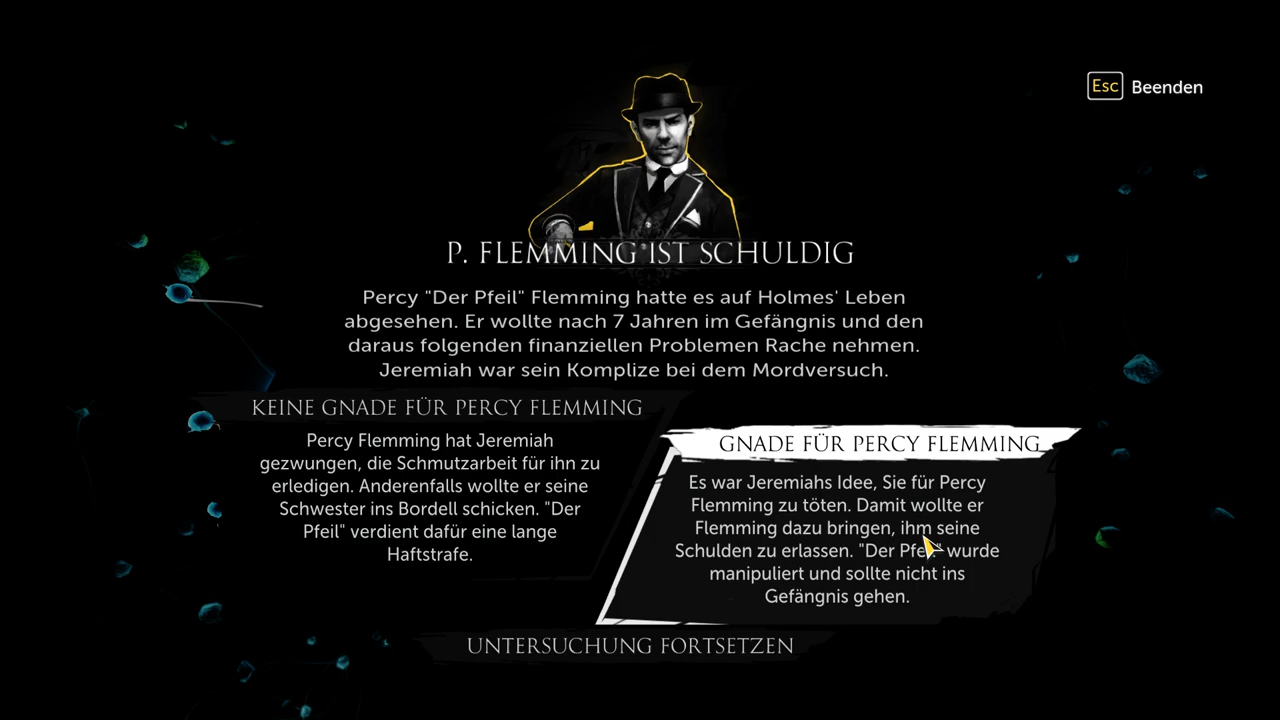 Esc Beenden
P. FLEMMING IST SCHULDIG
Percy "Der Pfeil" Flemming hatte es auf Holmes' Leben
abgesehen. Er wollte nach 7 Jahren im Gefängnis und den
daraus folgenden finanziellen Problemen Rache nehmen.
Jeremiah war sein Komplize bei dem Mordversuch.
KEINE GNADE FÜR PERCY FLEMMING
Percy Flemming hat Jeremiah
gezwungen, die Schmutzarbeit für ihn zu
erledigen. Anderenfalls wollte er seine
Schwester ins Bordell schicken. "Der
Pfeil" verdient dafür eine lange
Haftstrafe.
GNADE FÜR PERCY FLEMMING
Es war Jeremiahs Idee, Sie für Percy
Flemming zu töten. Damit wollte er
Flemming dazu bringen, ihm seine
Schulden zu erlassen. "Der Pfeil" wurde
manipuliert und sollte nicht ins
Gefängnis gehen.
UNTERSUCHUNG FORTSETZEN